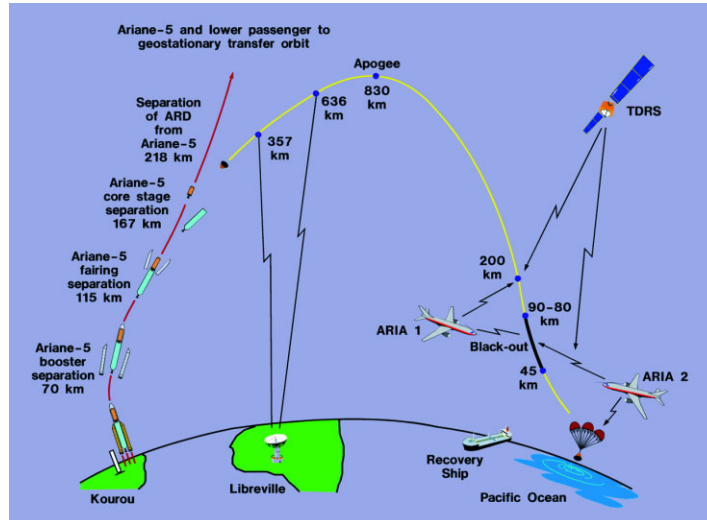 Ariane-5 and lower passenger to
geostationary transfer orbit
Apogee
830
km
636
km
357
km
TDRS
Separation
of ARD
from
Ariane-5
218 km
Ariane-5
core stage
separation
167 km
Ariane-5
fairing
separation
115 km
Ariane-5
booster
separation
70 km
200
km
90-80
km
ARIA 1
Black-out
45
km
ARIA 2
Kourou
Libreville
Recovery
Ship
Pacific Ocean